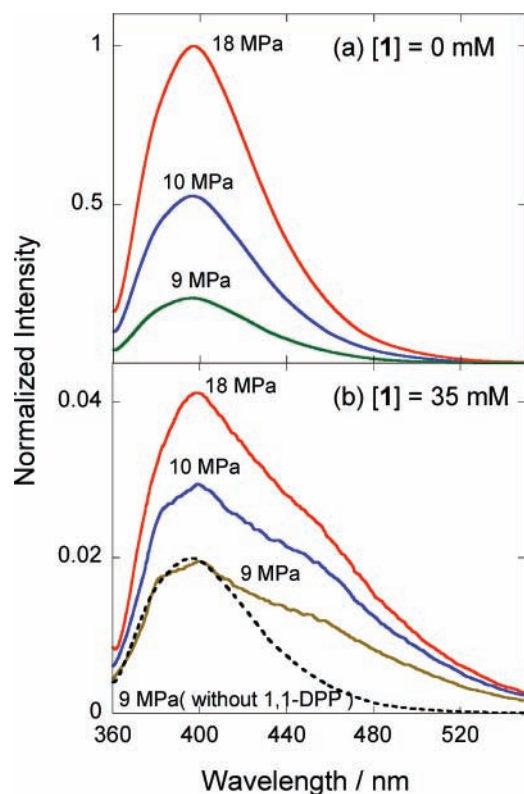 1
18 MPa
(a) [1] = 0 mM
0.5
10 MPa
9 MPa
Normalized Intensity
0.04
18 MPa
(b) [1] = 35 mM
10 MPa
0.02
9 MPa
9 MPa( without 1,1-DPP )
0
360 400 440 480 520
Wavelength / nm